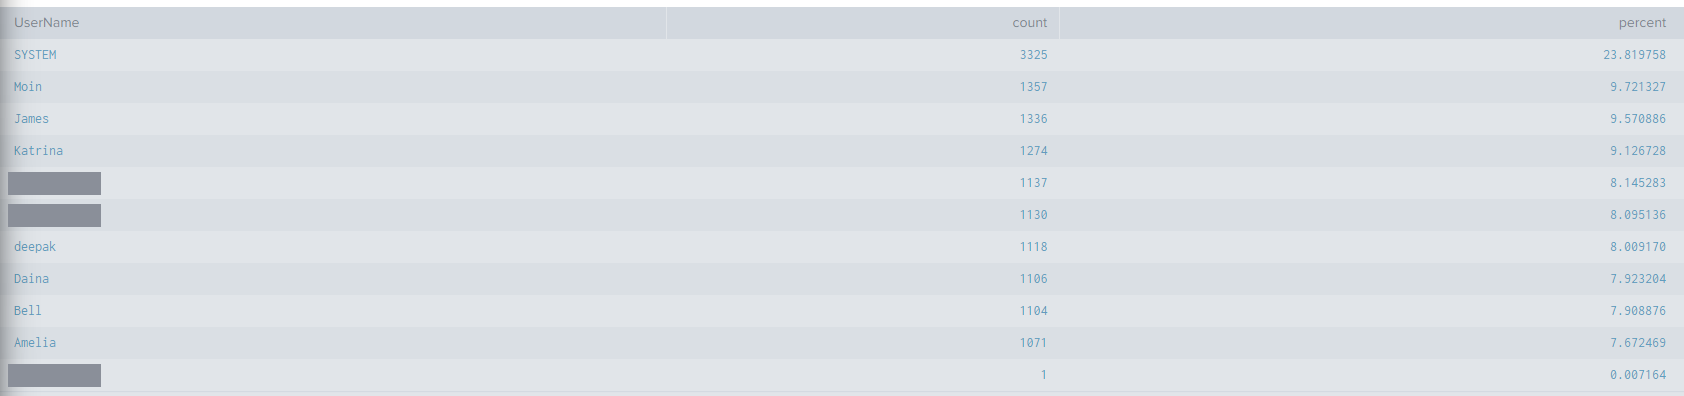 UserName count percent
SYSTEM 3325 23.819758
Moin 1357 9.721327
James 1336 9.570886
Katrina 1274 9.126728
1137 8.145283
1130 8.095136
deepak 1118 8.009170
Daina 1106 7.923204
Bell 1104 7.908876
Amelia 1071 7.672469
1 0.007164